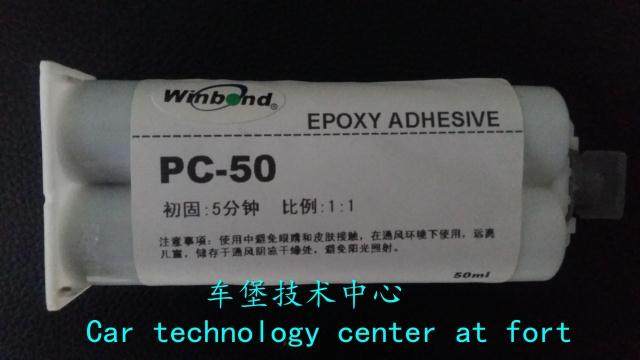 Winbond®
EPOXY ADHESIVE
PC-50
初固:5分钟 比例:1:1
注意事项:使用中避免眼睛和皮肤接触,在通风环境下使用,远离
儿童,储存于通风阴凉干燥处,避免阳光照射。
50ml
车堡技术中心
Car technology center at fort